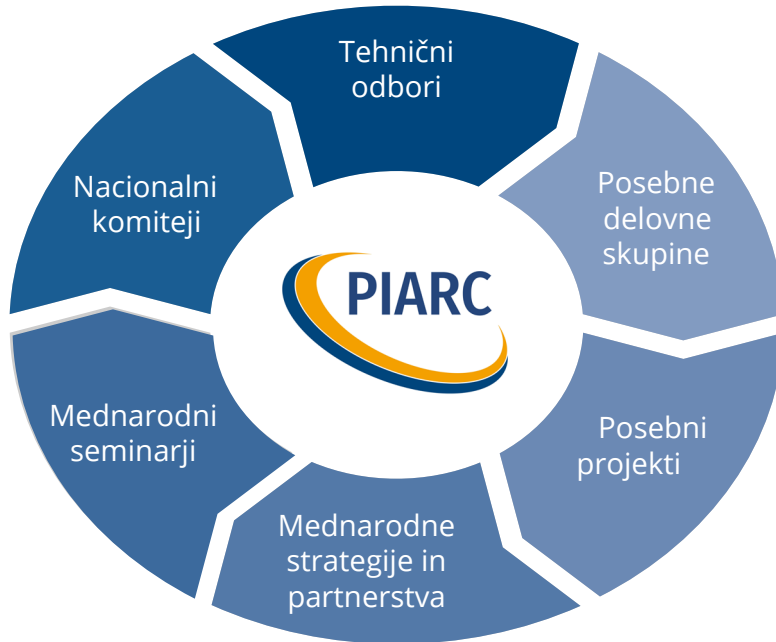 Tehnični
odbori
Posebne
delovne
skupine
Posebni
projekti
Mednarodne
strategije in
partnerstva
Mednarodni
seminarji
Nacionalni
komiteji
PIARC